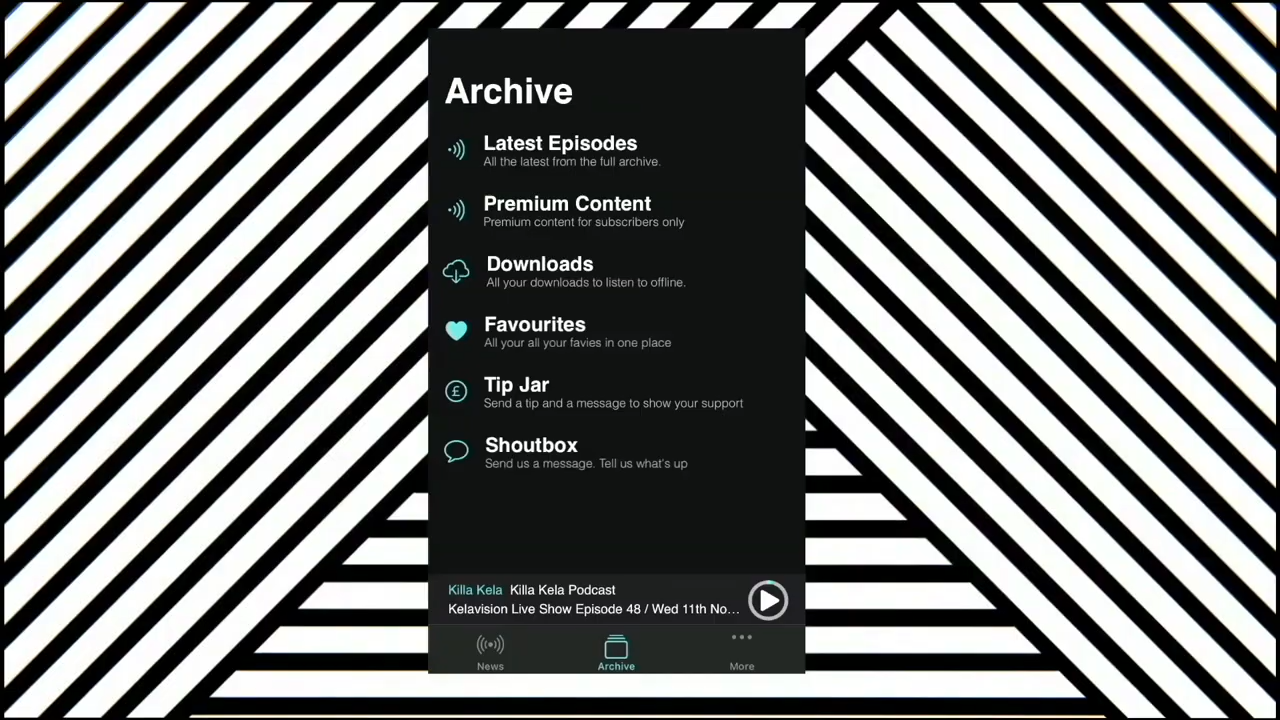 Archive
Latest Episodes
All the latest from the full archive.
Premium Content
Premium content for subscribers only
Downloads
All your downloads to listen to offline.
Favourites
All your all your favies in one place
Tip Jar
Send a tip and a message to show your support
Shoutbox
Send us a message. Tell us what's up
Killa Kela Killa Kela Podcast
Kelavision Live Show Episode 48 / Wed 11th No...
News Archive More